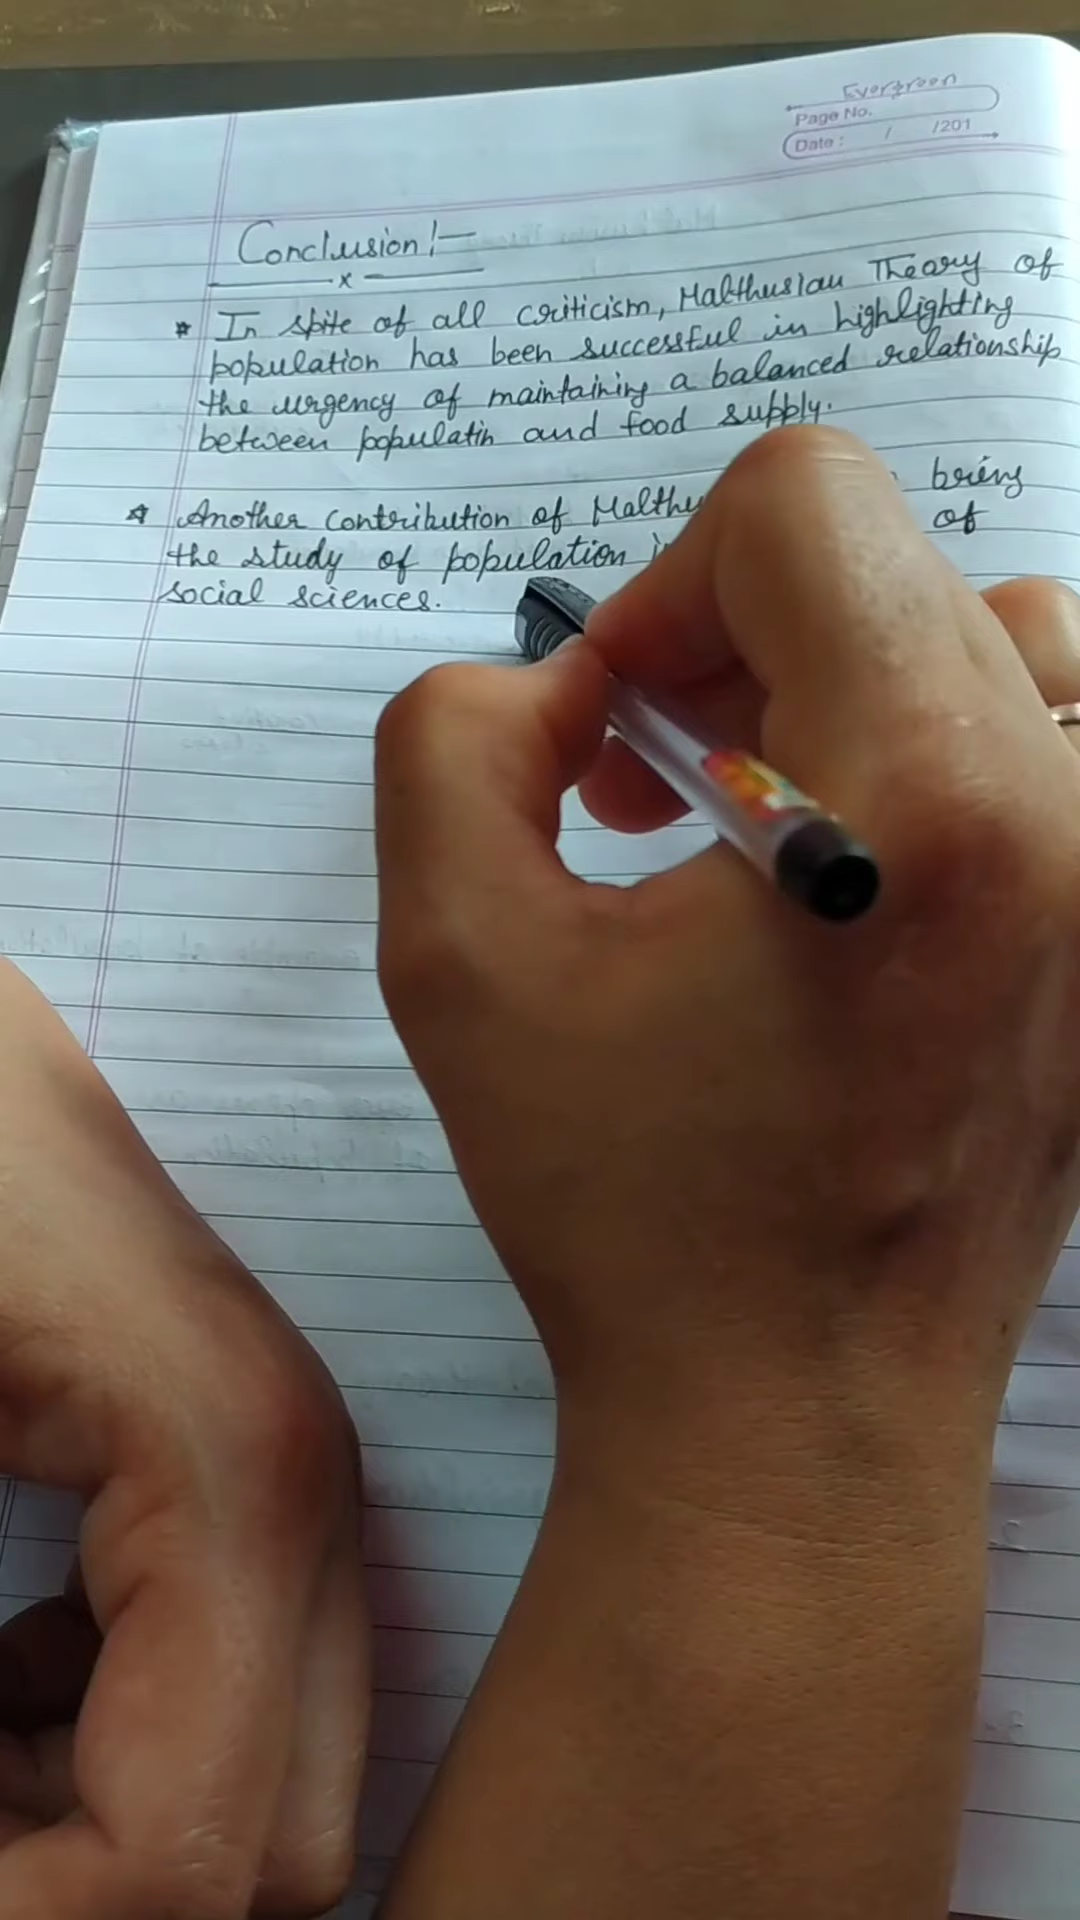 Evergreen
Page No.
Date : / /201
Conclusion !—
x
* In spite of all criticism, Malthusian Theory of
population has been successful in highlighting
the urgency of maintaining a balanced relationship
between populatin and food supply.
* Another contribution of bring
the study of population of
social sciences.